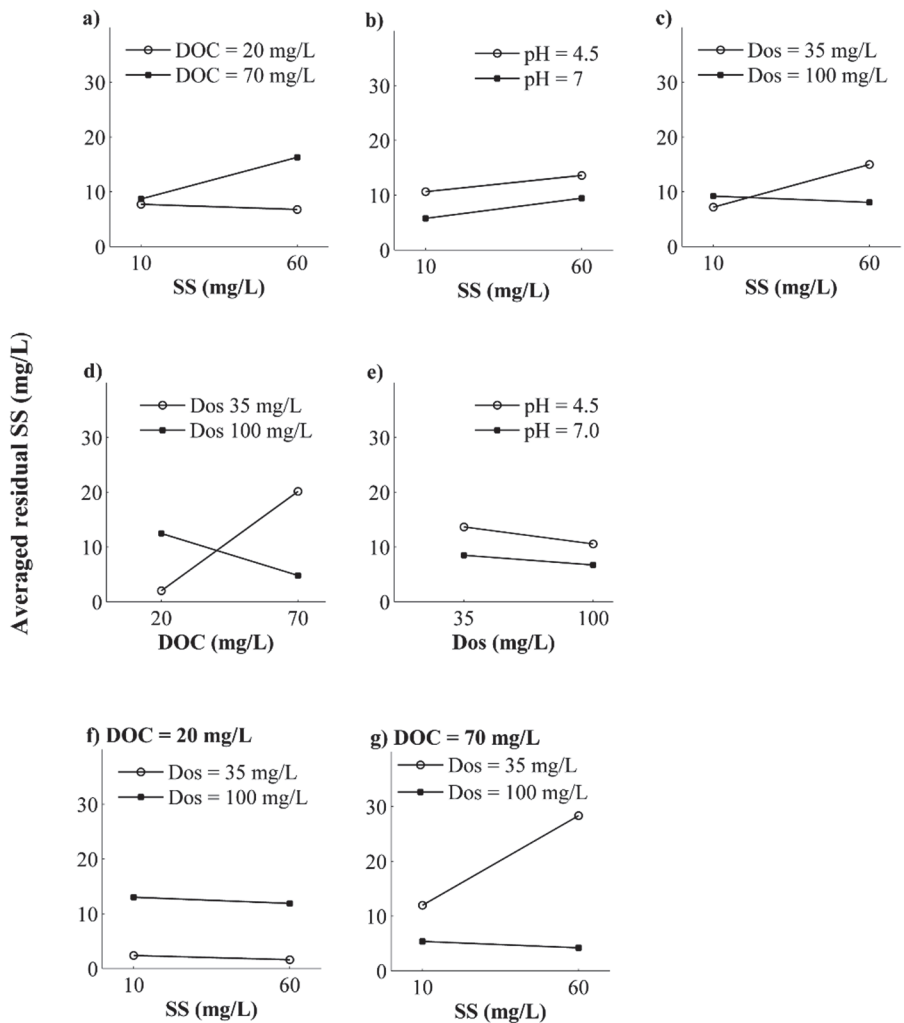 a)
DOC = 20 mg/L
DOC = 70 mg/L
30
20
10
0
10 60
SS (mg/L)
b)
pH = 4.5
pH = 7
30
20
10
0
10 60
SS (mg/L)
c)
Dos = 35 mg/L
Dos = 100 mg/L
30
20
10
0
10 60
SS (mg/L)
Averaged residual SS (mg/L)
d)
Dos 35 mg/L
Dos 100 mg/L
30
20
10
0
20 70
DOC (mg/L)
e)
pH = 4.5
pH = 7.0
30
20
10
0
35 100
Dos (mg/L)
f) DOC = 20 mg/L
Dos = 35 mg/L
Dos = 100 mg/L
30
20
10
0
10 60
SS (mg/L)
g) DOC = 70 mg/L
Dos = 35 mg/L
Dos = 100 mg/L
30
20
10
0
10 60
SS (mg/L)